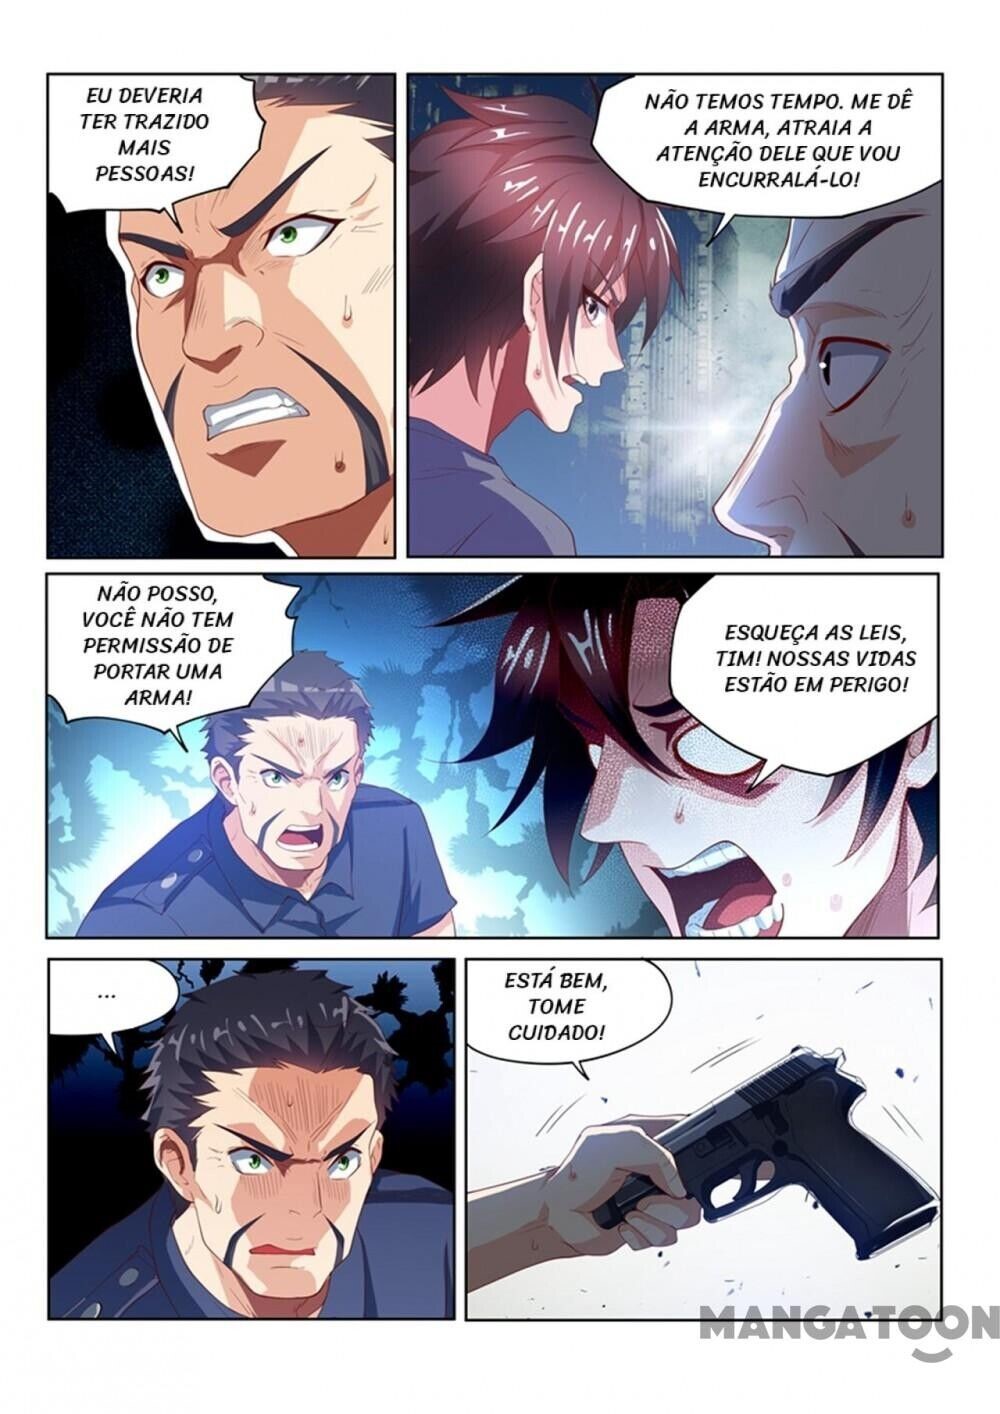 EU DEVERIA
TER TRAZIDO
MAIS
PESSOAS!
NÃO TEMOS TEMPO. ME DÊ
A ARMA, ATRAIA A
ATENÇÃO DELE QUE VOU
ENCURRALÁ-LO!
NÃO POSSO,
VOCÊ NÃO TEM
PERMISSÃO DE
PORTAR UMA
ARMA!
ESQUEÇA AS LEIS,
TIM! NOSSAS VIDAS
ESTÃO EM PERIGO!
...
ESTÁ BEM,
TOME
CUIDADO!
MANGATOON